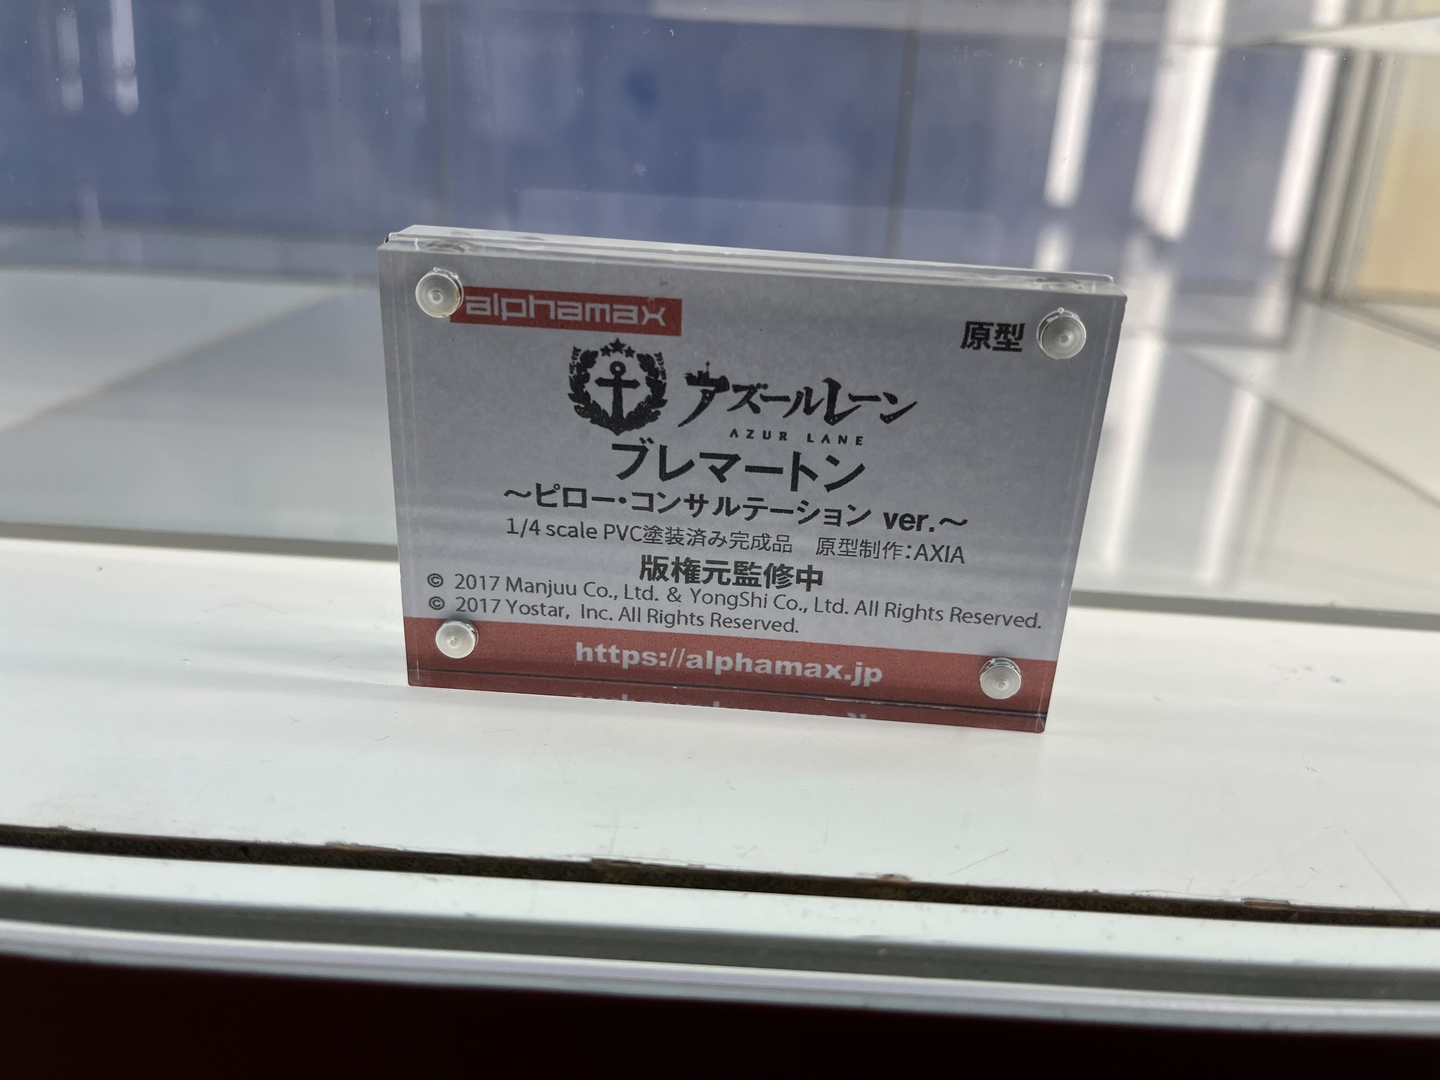 alphamax
原型
アズールレーン
AZUR LANE
ブレマートン
～ピロー・コンサルテーション ver.～
1/4 scale PVC塗装済み完成品　原型制作：AXIA
版権元監修中
© 2017 Manjuu Co., Ltd. & YongShi Co., Ltd. All Rights Reserved.
© 2017 Yostar, Inc. All Rights Reserved.
https://alphamax.jp